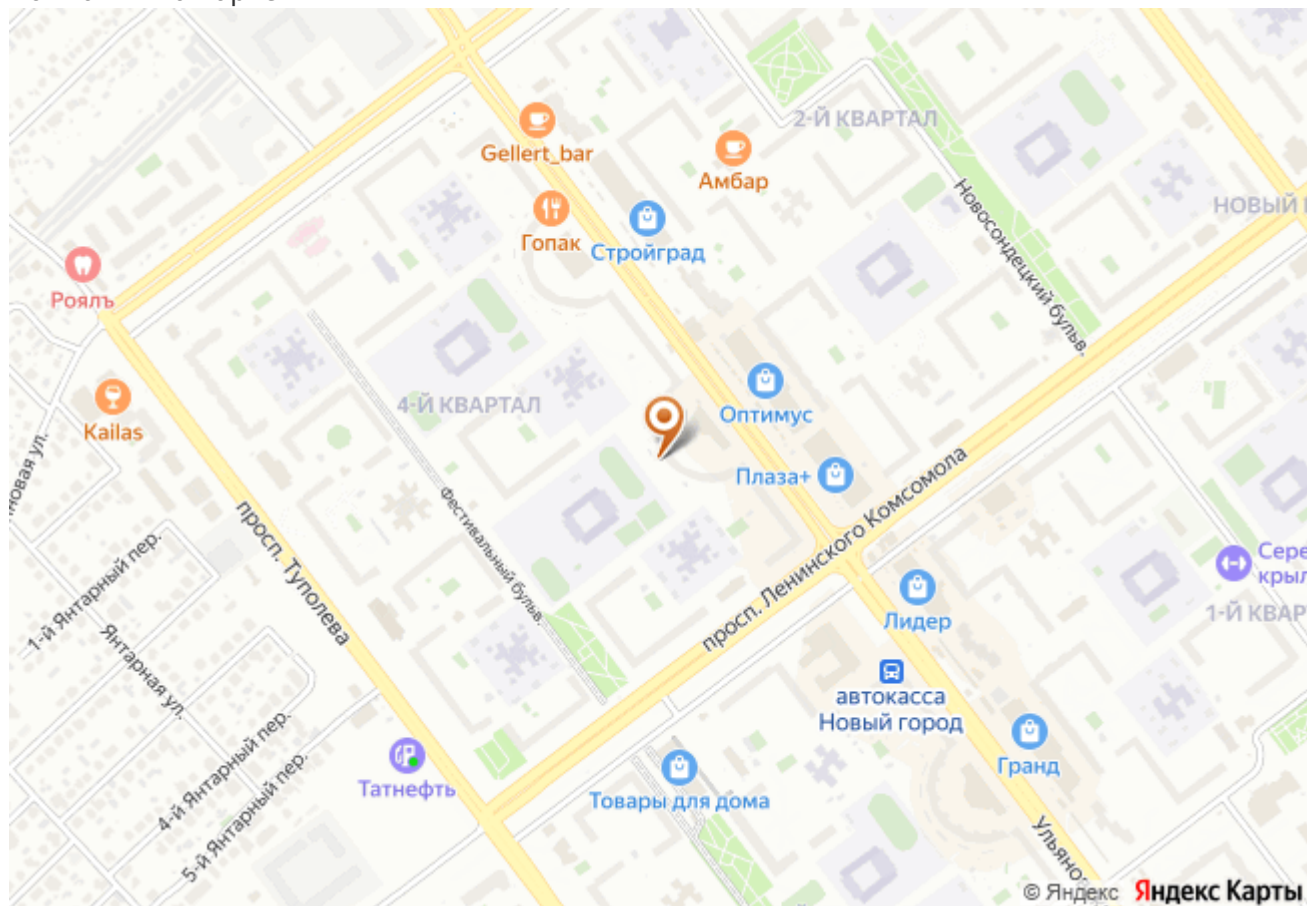 2-Й КВАРТАЛ
Gellert_bar
Амбар
Новосондецкий бульв.
НОВЫЙ
Гопак
Стройград
Роялъ
4-Й КВАРТАЛ
Оптимус
Kailas
Плаза+
просп. Ленинского Комсомола
Фестивальный бульв.
просп. Туполева
1-й Янтарный пер.
Янтарная ул.
Лидер
1-Й КВАР
автокасса
Новый город
4-й Янтарный пер.
5-й Янтарный пер.
Татнефть
Гранд
Товары для дома
© Яндекс Яндекс Карты